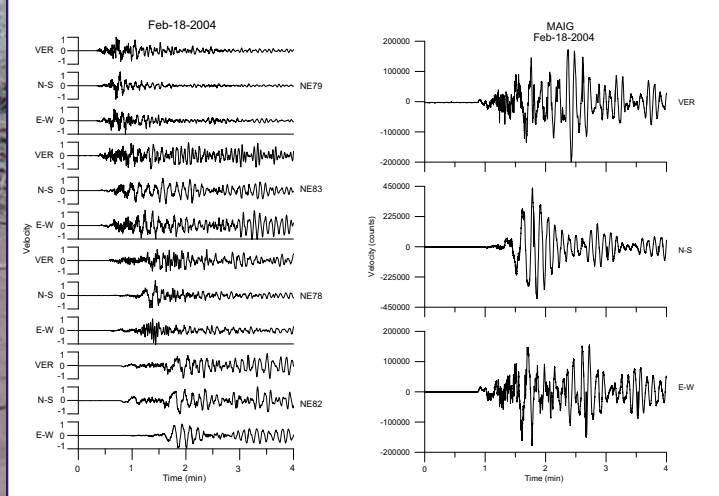 Feb-18-2004
VER
1
0
-1
N-S
1
0
-1
NE79
E-W
1
0
-1
VER
1
0
-1
N-S
1
0
-1
NE83
E-W
1
0
-1
Velocity
VER
1
0
-1
N-S
1
0
-1
NE78
E-W
1
0
-1
VER
1
0
-1
N-S
1
0
-1
NE82
E-W
1
0
-1
0 1 2 3 4
Time (min)
MAIG
Feb-18-2004
200000
100000
0
-100000
-200000
VER
450000
225000
0
-225000
-450000
Velocity (counts)
N-S
200000
100000
0
-100000
-200000
E-W
0 1 2 3 4
Time (min)